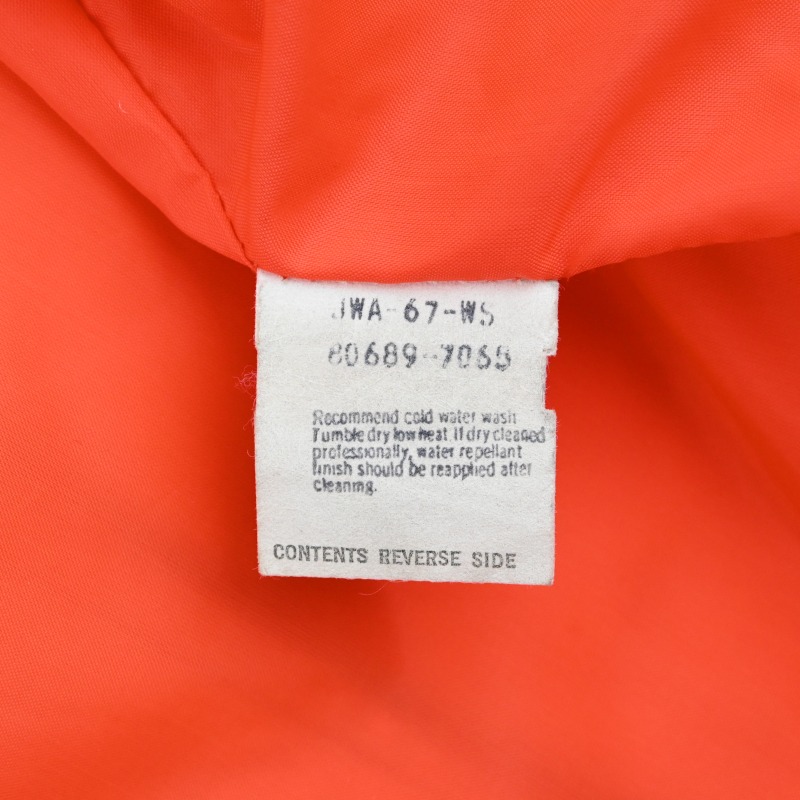 JWA-67-WS
80689-7065
Recommend cold water wash
Tumble dry low heat. If dry cleaned
professionally, water repellant
finish should be reapplied after
cleaning.
CONTENTS REVERSE SIDE